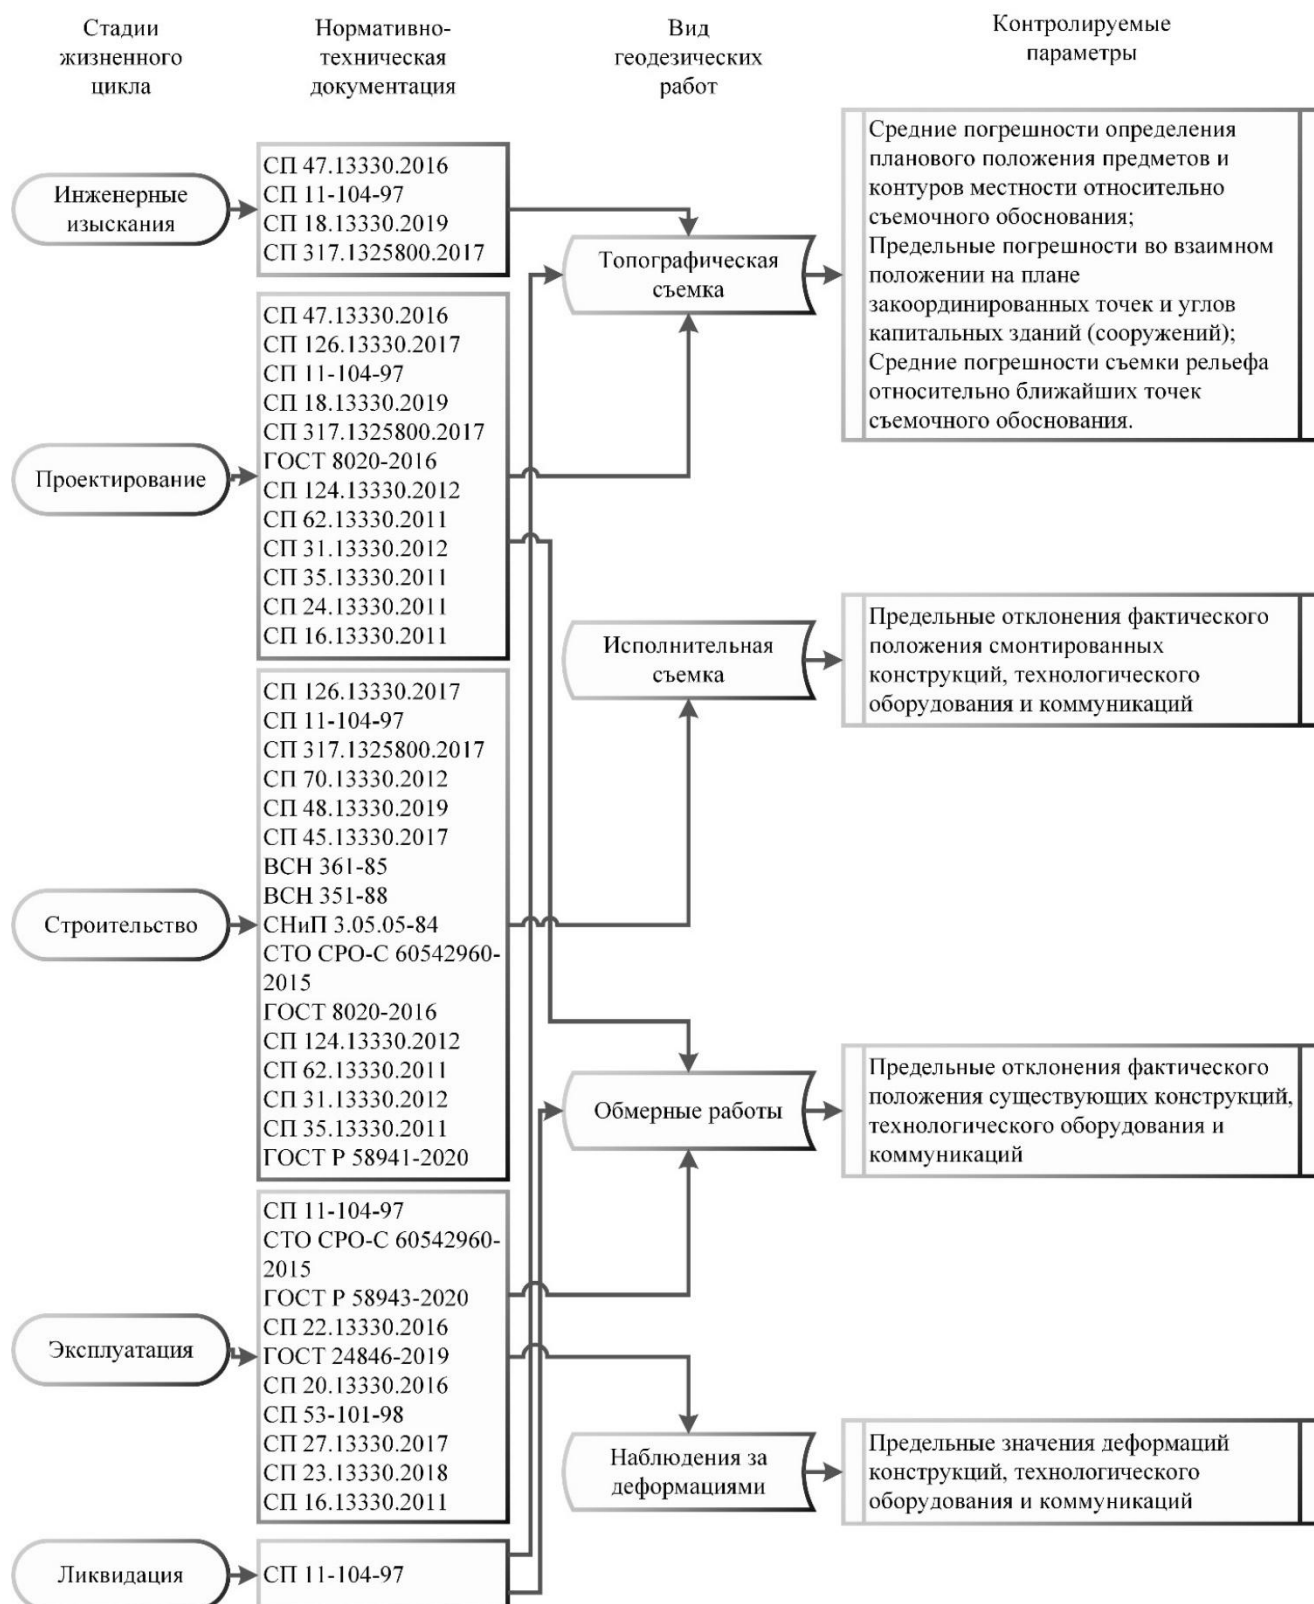 Стадии
жизненного
цикла
Нормативно-
техническая
документация
Вид
геодезических
работ
Контролируемые
параметры
Инженерные
изыскания
СП 47.13330.2016
СП 11-104-97
СП 18.13330.2019
СП 317.1325800.2017
Топографическая
съемка
Средние погрешности определения
планового положения предметов и
контуров местности относительно
съемочного обоснования;
Предельные погрешности во взаимном
положении на плане
закоординированных точек и углов
капитальных зданий (сооружений);
Средние погрешности съемки рельефа
относительно ближайших точек
съемочного обоснования.
Проектирование
СП 47.13330.2016
СП 126.13330.2017
СП 11-104-97
СП 18.13330.2019
СП 317.1325800.2017
ГОСТ 8020-2016
СП 124.13330.2012
СП 62.13330.2011
СП 31.13330.2012
СП 35.13330.2011
СП 24.13330.2011
СП 16.13330.2011
Исполнительная
съемка
Предельные отклонения фактического
положения смонтированных
конструкций, технологического
оборудования и коммуникаций
Строительство
СП 126.13330.2017
СП 11-104-97
СП 317.1325800.2017
СП 70.13330.2012
СП 48.13330.2019
СП 45.13330.2017
ВСН 361-85
ВСН 351-88
СНиП 3.05.05-84
СТО СРО-С 60542960-
2015
ГОСТ 8020-2016
СП 124.13330.2012
СП 62.13330.2011
СП 31.13330.2012
СП 35.13330.2011
ГОСТ Р 58941-2020
Обмерные работы
Предельные отклонения фактического
положения существующих конструкций,
технологического оборудования и
коммуникаций
Эксплуатация
СП 11-104-97
СТО СРО-С 60542960-
2015
ГОСТ Р 58943-2020
СП 22.13330.2016
ГОСТ 24846-2019
СП 20.13330.2016
СП 53-101-98
СП 27.13330.2017
СП 23.13330.2018
СП 16.13330.2011
Наблюдения за
деформациями
Предельные значения деформаций
конструкций, технологического
оборудования и коммуникаций
Ликвидация
СП 11-104-97